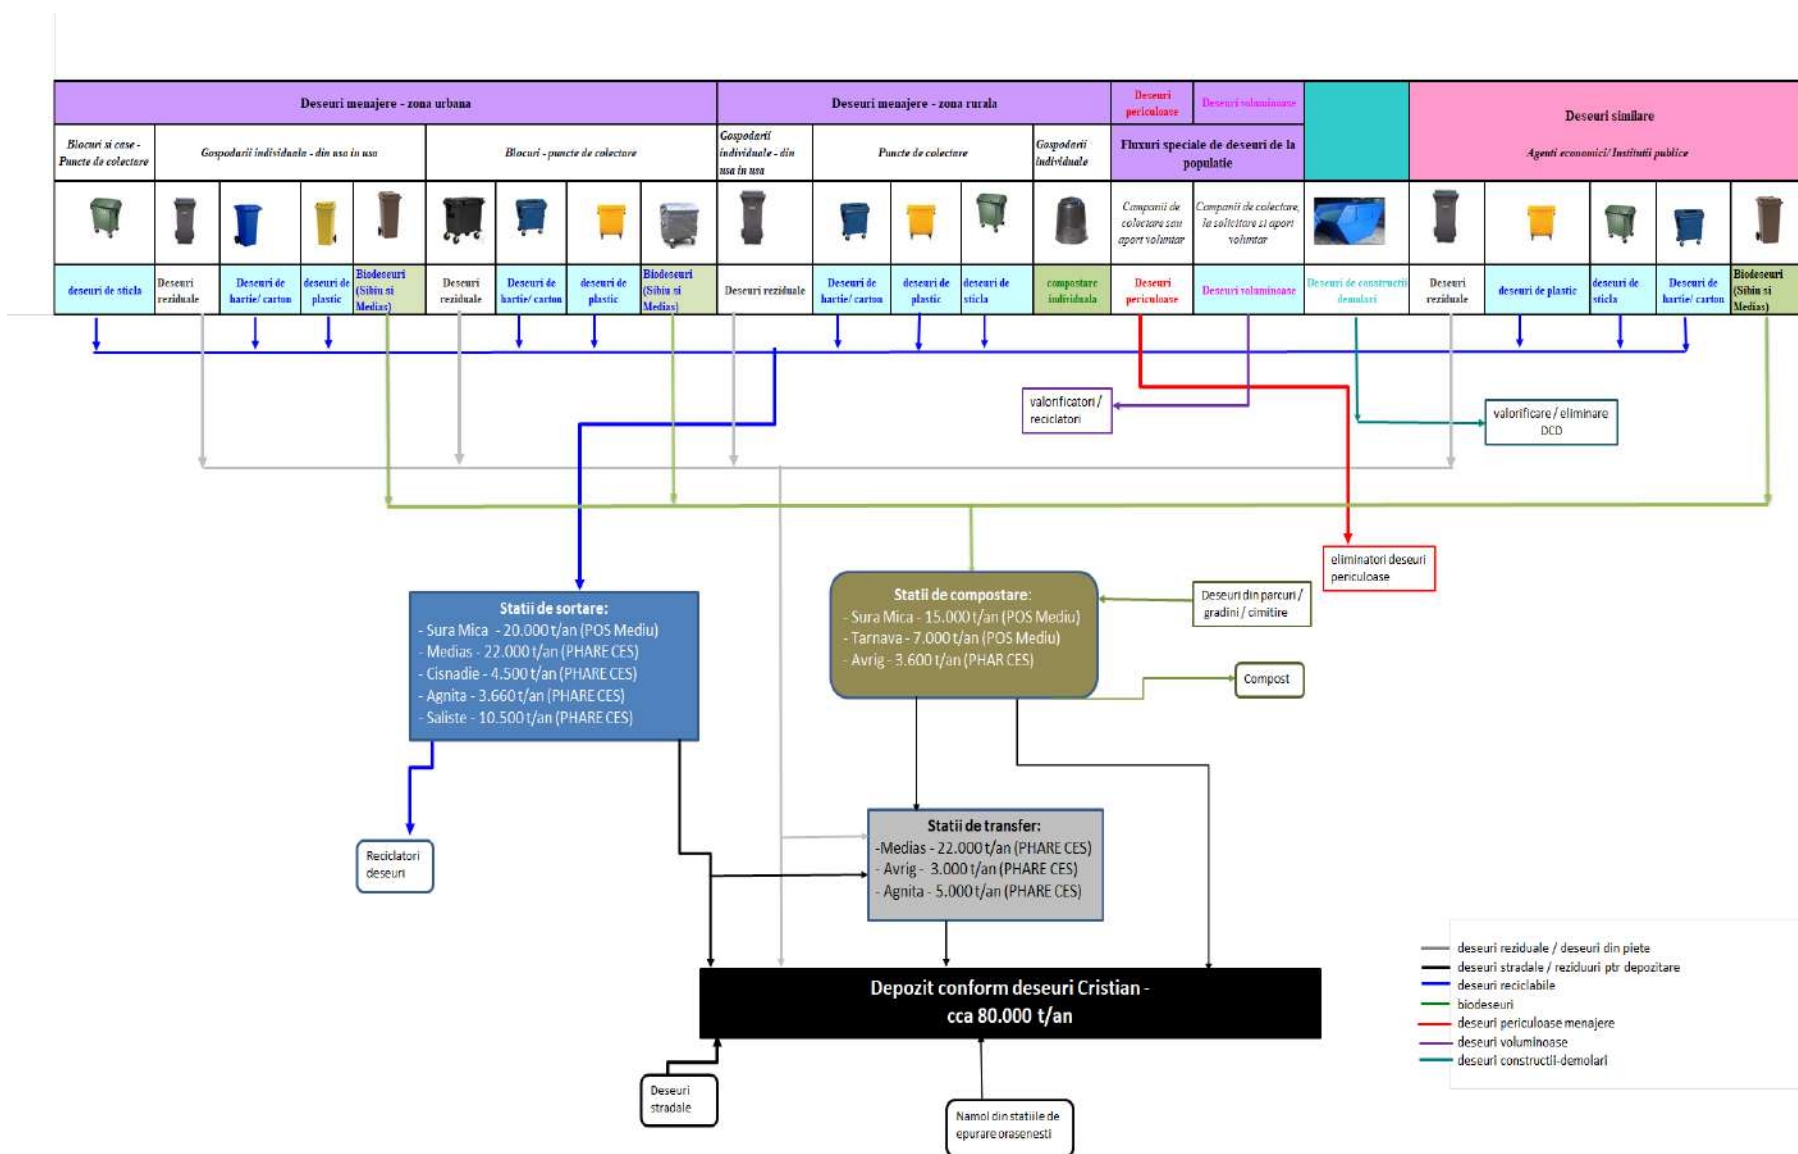 Deseuri menajere - zona urbana
Deseuri menajere - zona rurala
Deseuri
periculoase
Deseuri voluminoase
Deseuri similare
Blocuri si case -
Puncte de colectare
Gospodarii individuala - din usa in usa
Blocuri - puncte de colectare
Gospodarii
individuale - din
usa in usa
Puncte de colectare
Gospodarii
individuale
Fluxuri speciale de deseuri de la
populatie
Agenti economici/ Institutii publice
Campanii de
colectare sau
aport voluntar
Campanii de colectare,
la solicitare si aport
voluntar
deseuri de sticla
Deseuri
reziduale
Deseuri de
hartie/ carton
deseuri de
plastic
Biodeseuri
(Sibiu si
Medias)
Deseuri
reziduale
Deseuri de
hartie/ carton
deseuri de
plastic
Biodeseuri
(Sibiu si
Medias)
Deseuri reziduale
Deseuri de
hartie/ carton
deseuri de
plastic
deseuri de
sticla
compostare
individuala
Deseuri
periculoase
Deseuri voluminoase
Deseuri de constructii
demolari
Deseuri
reziduale
deseuri de plastic
deseuri de
sticla
Deseuri de
hartie/ carton
Biodeseuri
(Sibiu si
Medias)
valorificatori /
reciclatori
valorificare / eliminare
DCD
eliminatori deseuri
periculoase
Statii de sortare:
- Sura Mica - 20.000 t/an (POS Mediu)
- Medias - 22.000 t/an (PHARE CES)
- Cisnadie - 4.500 t/an (PHARE CES)
- Agnita - 3.660 t/an (PHARE CES)
- Saliste - 10.500 t/an (PHARE CES)
Statii de compostare:
- Sura Mica - 15.000 t/an (POS Mediu)
- Tarnava - 7.000 t/an (POS Mediu)
- Avrig - 3.600 t/an (PHAR CES)
Deseuri din parcuri /
gradini / cimitire
Compost
Statii de transfer:
-Medias - 22.000 t/an (PHARE CES)
- Avrig - 3.000 t/an (PHARE CES)
- Agnita - 5.000 t/an (PHARE CES)
Reciclatori
deseuri
Depozit conform deseuri Cristian -
cca 80.000 t/an
Deseuri
stradale
Namol din statiile de
epurare orasenesti
deseuri reziduale / deseuri din piete
deseuri stradale / reziduuri ptr depozitare
deseuri reciclabile
biodeseuri
deseuri periculoase menajere
deseuri voluminoase
deseuri constructii-demolari